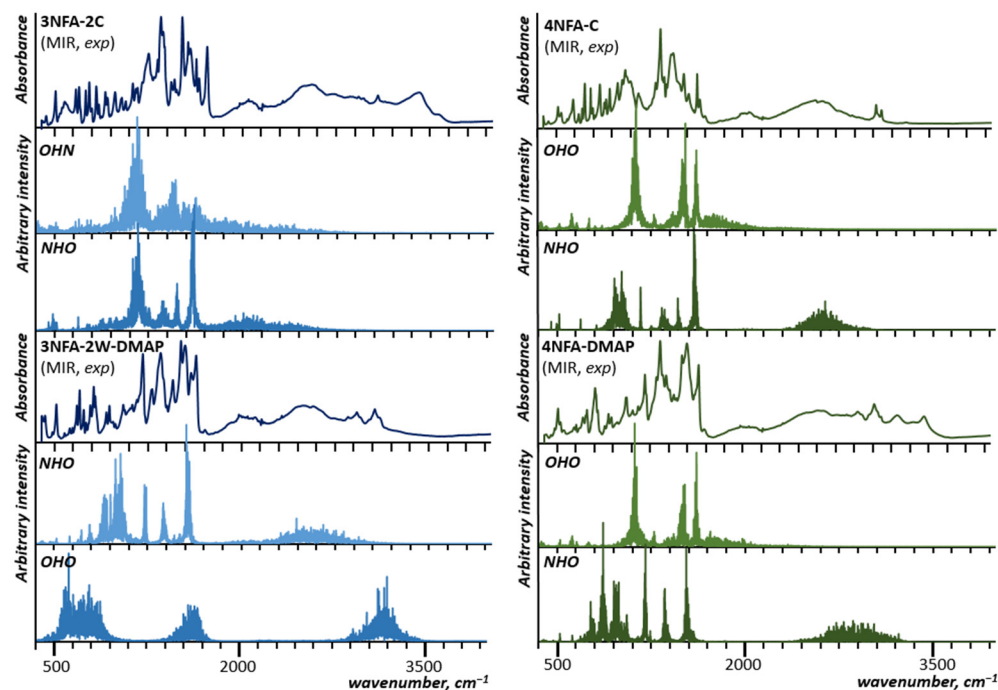 3NFA-2C
(MIR, exp)
Absorbance
OHN
Arbitrary intensity
NHO
3NFA-2W-DMAP
(MIR, exp)
Absorbance
NHO
Arbitrary intensity
OHO
500 2000 3500
wavenumber, cm⁻¹
4NFA-C
(MIR, exp)
Absorbance
OHO
Arbitrary intensity
NHO
4NFA-DMAP
(MIR, exp)
Absorbance
OHO
Arbitrary intensity
NHO
500 2000 3500
wavenumber, cm⁻¹